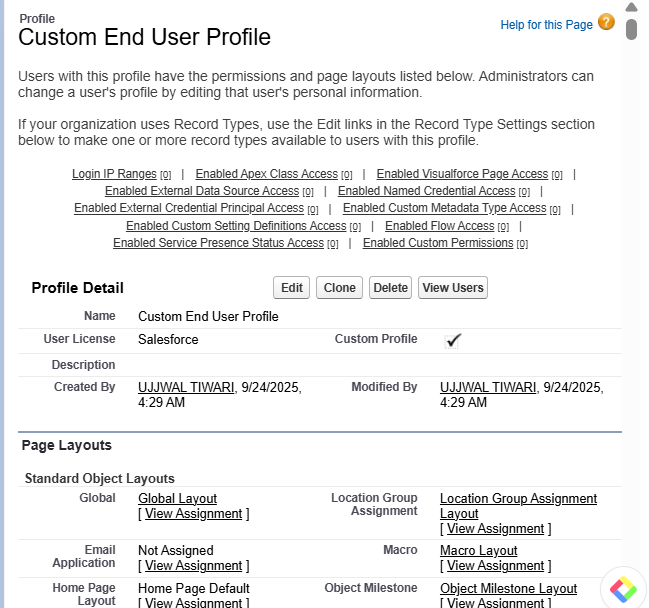 Profile
Custom End User Profile
Help for this Page ?
Users with this profile have the permissions and page layouts listed below. Administrators can
change a user's profile by editing that user's personal information.
If your organization uses Record Types, use the Edit links in the Record Type Settings section
below to make one or more record types available to users with this profile.
Login IP Ranges [0] | Enabled Apex Class Access [0] | Enabled Visualforce Page Access [0] |
Enabled External Data Source Access [0] | Enabled Named Credential Access [0] |
Enabled External Credential Principal Access [0] | Enabled Custom Metadata Type Access [0] |
Enabled Custom Setting Definitions Access [0] | Enabled Flow Access [0] |
Enabled Service Presence Status Access [0] | Enabled Custom Permissions [0]
Profile Detail
Edit Clone Delete View Users
Name Custom End User Profile
User License Salesforce Custom Profile
Description
Created By UJJWAL TIWARI, 9/24/2025,
4:29 AM
Modified By UJJWAL TIWARI, 9/24/2025,
4:29 AM
Page Layouts
Standard Object Layouts
Global Global Layout
[ View Assignment ]
Location Group
Assignment
Location Group Assignment
Layout
[ View Assignment ]
Email
Application
Not Assigned
[ View Assignment ]
Macro Macro Layout
[ View Assignment ]
Home Page
Layout
Home Page Default
[ View Assignment ]
Object Milestone Object Milestone Layout
[ View Assignment ]